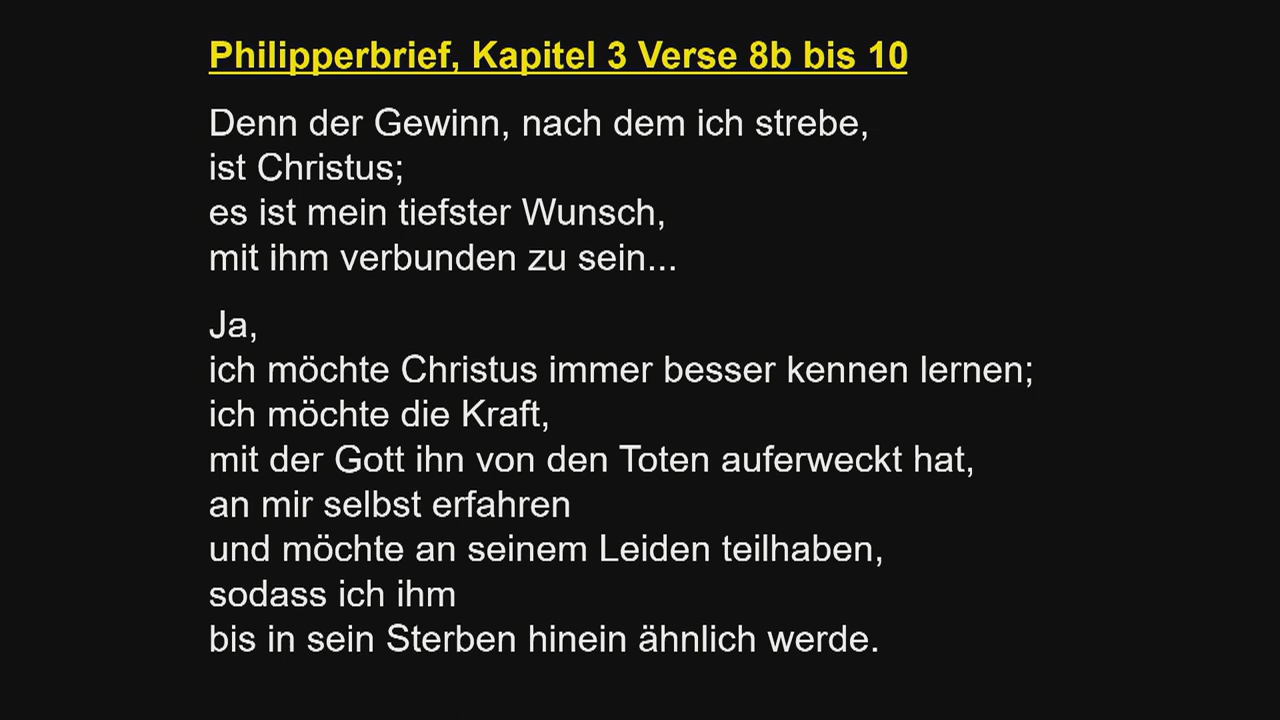 Philipperbrief, Kapitel 3 Verse 8b bis 10
Denn der Gewinn, nach dem ich strebe,
ist Christus;
es ist mein tiefster Wunsch,
mit ihm verbunden zu sein...
Ja,
ich möchte Christus immer besser kennen lernen;
ich möchte die Kraft,
mit der Gott ihn von den Toten auferweckt hat,
an mir selbst erfahren
und möchte an seinem Leiden teilhaben,
sodass ich ihm
bis in sein Sterben hinein ähnlich werde.